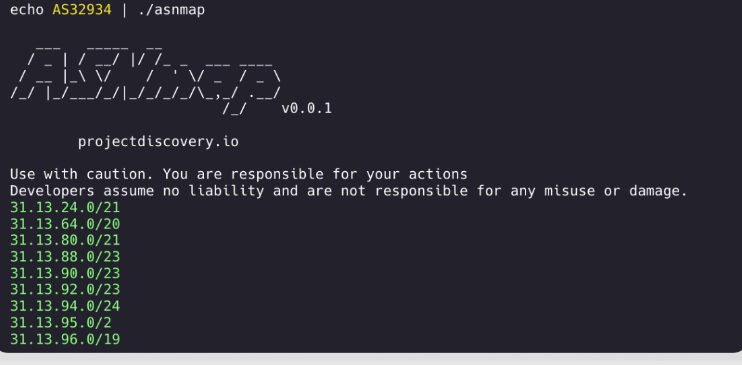 echo AS32934 | ./asnmap
   ___   _____  __
  / _ | / __/ |/ /_ _  ___ ____
 / __ |_\ \/    /  ' \/ _  / _ \
/_/ |_/___/_/|_/_/_/_/\_,_/ .__/
                         /_/    v0.0.1
projectdiscovery.io
Use with caution. You are responsible for your actions
Developers assume no liability and are not responsible for any misuse or damage.
31.13.24.0/21
31.13.64.0/20
31.13.80.0/21
31.13.88.0/23
31.13.90.0/23
31.13.92.0/23
31.13.94.0/24
31.13.95.0/2
31.13.96.0/19